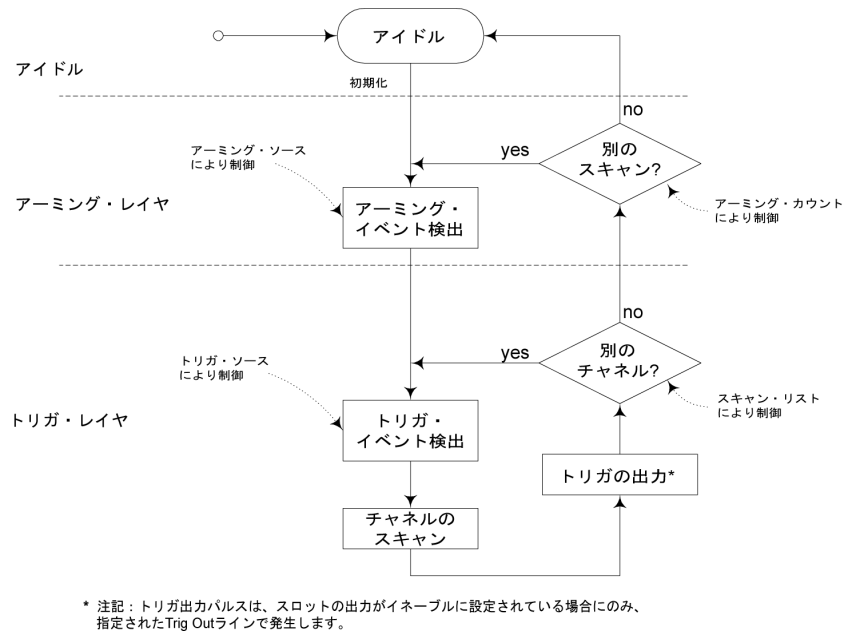 アイドル
アイドル
初期化
no
別の
スキャン?
yes
アーミング・ソース
により制御
アーミング・レイヤ
アーミング・
イベント検出
アーミング・カウント
により制御
no
別の
チャネル?
yes
トリガ・ソース
により制御
スキャン・リスト
により制御
トリガ・レイヤ
トリガ・
イベント検出
トリガの出力*
チャネルの
スキャン
* 注記：トリガ出力パルスは、スロットの出力がイネーブルに設定されている場合にのみ、
指定されたTrig Outラインで発生します。